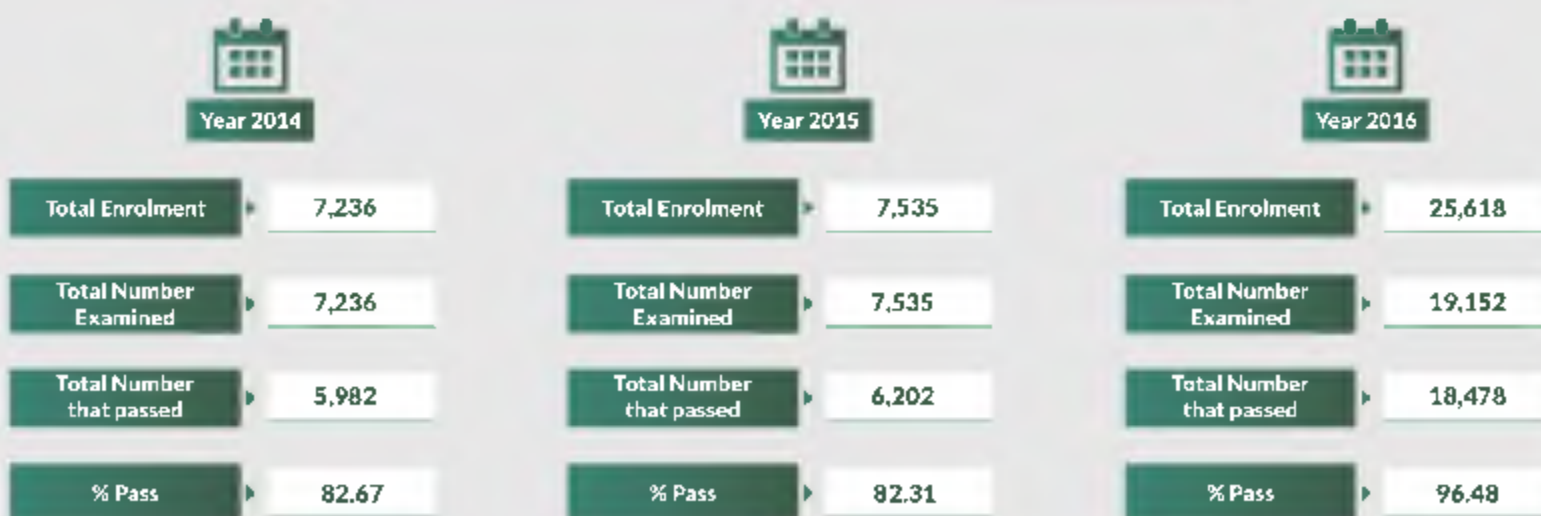 Year 2014
Total Enrolment
7,236
Total Number
Examined
7,236
Total Number
that passed
5,982
% Pass
82.67
Year 2015
Total Enrolment
7,535
Total Number
Examined
7,535
Total Number
that passed
6,202
% Pass
82.31
Year 2016
Total Enrolment
25,618
Total Number
Examined
19,152
Total Number
that passed
18,478
% Pass
96.48